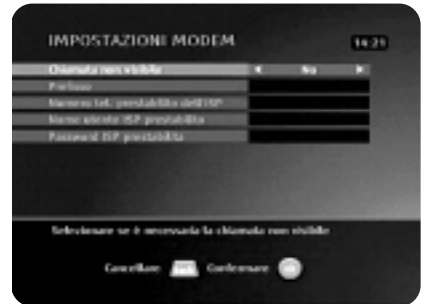 IMPOSTAZIONI MODEM 14:21
Chiamata non visibile No
Prefisso
Numero tel. prestabilito dell'ISP
Nome utente ISP prestabilito
Password ISP prestabilita
Selezionare se è necessaria la chiamata non visibile
Cancellare Confermare